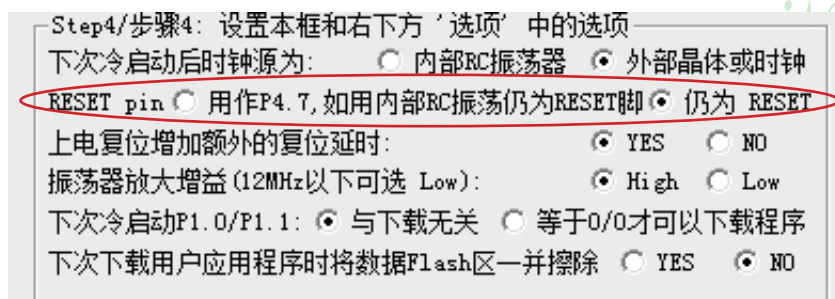 Step4/步骤4: 设置本框和右下方 '选项' 中的选项
下次冷启动后时钟源为: 内部RC振荡器 外部晶体或时钟
RESET pin 用作P4.7,如用内部RC振荡仍为RESET脚 仍为 RESET
上电复位增加额外的复位延时: YES NO
振荡器放大增益(12MHz以下可选 Low): High Low
下次冷启动P1.0/P1.1: 与下载无关 等于0/0才可以下载程序
下次下载用户应用程序时将数据Flash区一并擦除 YES NO